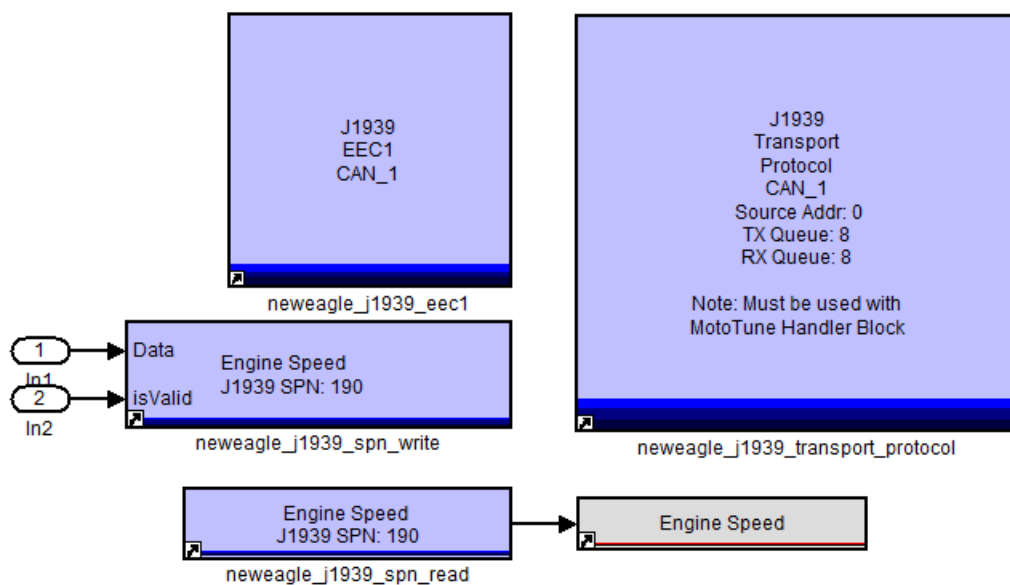 J1939
EEC1
CAN_1
neweagle_j1939_eec1
J1939
Transport
Protocol
CAN_1
Source Addr: 0
TX Queue: 8
RX Queue: 8
Note: Must be used with
MotoTune Handler Block
neweagle_j1939_transport_protocol
1
In1
2
In2
Data
isValid
Engine Speed
J1939 SPN: 190
neweagle_j1939_spn_write
Engine Speed
J1939 SPN: 190
neweagle_j1939_spn_read
Engine Speed